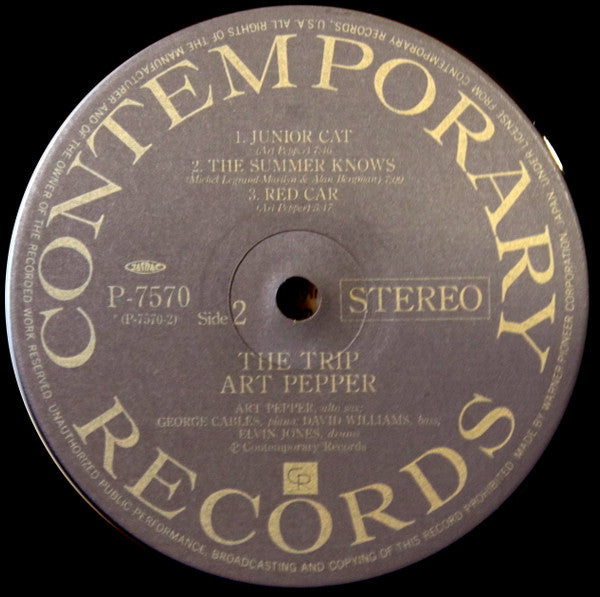 CONTEMPORARY
1. JUNIOR CAT
(Art Pepper) 7:46
2. THE SUMMER KNOWS
(Michel Legrand-Marilyn & Alan Bergman) 7:09
3. RED CAR
(Art Pepper) 5:47
JASRAC
P-7570
*(P-7570-2)
Side 2
STEREO
THE TRIP
ART PEPPER
ART PEPPER, alto sax;
GEORGE CABLES, piano; DAVID WILLIAMS, bass;
ELVIN JONES, drums
℗ Contemporary Records
CP
RECORDS
MADE BY WARNER-PIONEER CORPORATION, JAPAN, UNDER LICENSE FROM CONTEMPORARY RECORDS, U.S.A. ALL RIGHTS OF THE MANUFACTURER AND OF THE OWNER OF THE RECORDED WORK RESERVED UNAUTHORIZED PUBLIC PERFORMANCE, BROADCASTING AND COPYING OF THIS RECORD PROHIBITED